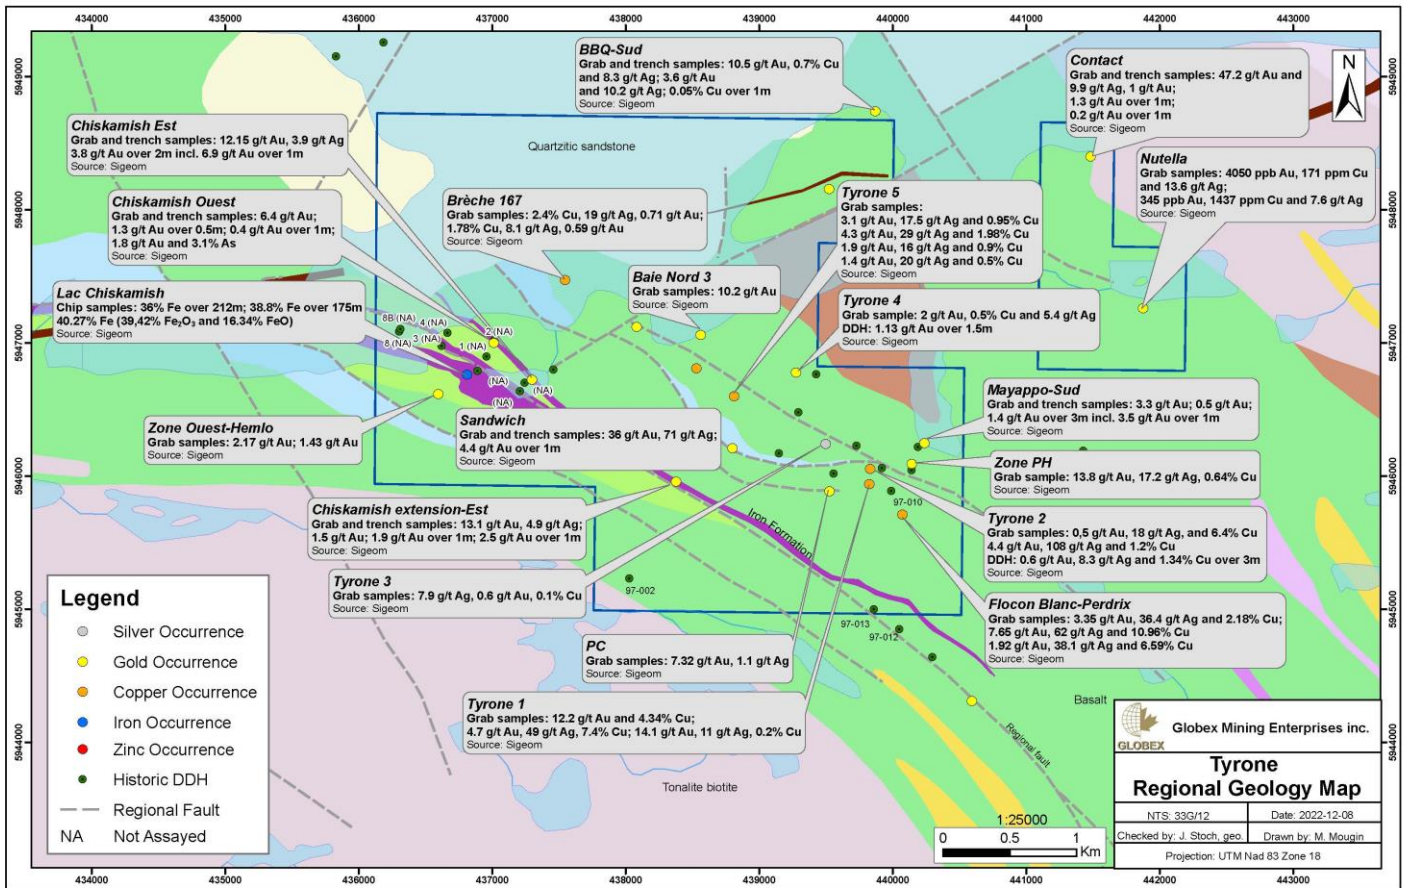 434000
435000
436000
437000
438000
439000
440000
441000
442000
443000
5949000
5948000
5947000
5946000
5945000
5944000
5949000
5948000
5947000
5946000
5945000
5944000
N
BBQ-Sud
Grab and trench samples: 10.5 g/t Au, 0.7% Cu
and 8.3 g/t Ag; 3.6 g/t Au
and 10.2 g/t Ag; 0.05% Cu over 1m
Source: Sigeom
Contact
Grab and trench samples: 47.2 g/t Au and
9.9 g/t Ag, 1 g/t Au;
1.3 g/t Au over 1m;
0.2 g/t Au over 1m
Source: Sigeom
Chiskamish Est
Grab and trench samples: 12.15 g/t Au, 3.9 g/t Ag
3.8 g/t Au over 2m incl. 6.9 g/t Au over 1m
Source: Sigeom
Quartzitic sandstone
Nutella
Grab samples: 4050 ppb Au, 171 ppm Cu
and 13.6 g/t Ag;
345 ppb Au, 1437 ppm Cu and 7.6 g/t Ag
Source: Sigeom
Chiskamish Ouest
Grab and trench samples: 6.4 g/t Au;
1.3 g/t Au over 0.5m; 0.4 g/t Au over 1m;
1.8 g/t Au and 3.1% As
Source: Sigeom
Brèche 167
Grab samples: 2.4% Cu, 19 g/t Ag, 0.71 g/t Au;
1.78% Cu, 8.1 g/t Ag, 0.59 g/t Au
Source: Sigeom
Tyrone 5
Grab samples:
3.1 g/t Au, 17.5 g/t Ag and 0.95% Cu
4.3 g/t Au, 29 g/t Ag and 1.98% Cu
1.9 g/t Au, 16 g/t Ag and 0.9% Cu
1.4 g/t Au, 20 g/t Ag and 0.5% Cu
Source: Sigeom
Baie Nord 3
Grab samples: 10.2 g/t Au
Source: Sigeom
Lac Chiskamish
Chip samples: 36% Fe over 212m; 38.8% Fe over 175m
40.27% Fe (39,42% Fe₂O₃ and 16.34% FeO)
Source: Sigeom
Tyrone 4
Grab sample: 2 g/t Au, 0.5% Cu and 5.4 g/t Ag
DDH: 1.13 g/t Au over 1.5m
Source: Sigeom
8B (NA)
4 (NA)
2 (NA)
3 (NA)
8 (NA)
1 (NA)
(NA)
(NA)
(NA)
Mayappo-Sud
Grab and trench samples: 3.3 g/t Au; 0.5 g/t Au;
1.4 g/t Au over 3m incl. 3.5 g/t Au over 1m
Source: Sigeom
Zone Ouest-Hemlo
Grab samples: 2.17 g/t Au; 1.43 g/t Au
Source: Sigeom
Sandwich
Grab and trench samples: 36 g/t Au, 71 g/t Ag;
4.4 g/t Au over 1m
Source: Sigeom
Zone PH
Grab sample: 13.8 g/t Au, 17.2 g/t Ag, 0.64% Cu
Source: Sigeom
97-010
Chiskamish extension-Est
Grab and trench samples: 13.1 g/t Au, 4.9 g/t Ag;
1.5 g/t Au; 1.9 g/t Au over 1m; 2.5 g/t Au over 1m
Source: Sigeom
Iron Formation
Tyrone 2
Grab samples: 0,5 g/t Au, 18 g/t Ag, and 6.4% Cu
4.4 g/t Au, 108 g/t Ag and 1.2% Cu
DDH: 0.6 g/t Au, 8.3 g/t Ag and 1.34% Cu over 3m
Source: Sigeom
Tyrone 3
Grab samples: 7.9 g/t Ag, 0.6 g/t Au, 0.1% Cu
Source: Sigeom
97-002
Flocon Blanc-Perdrix
Grab samples: 3.35 g/t Au, 36.4 g/t Ag and 2.18% Cu;
7.65 g/t Au, 62 g/t Ag and 10.96% Cu
1.92 g/t Au, 38.1 g/t Ag and 6.59% Cu
Source: Sigeom
97-013
97-012
PC
Grab samples: 7.32 g/t Au, 1.1 g/t Ag
Source: Sigeom
Tyrone 1
Grab samples: 12.2 g/t Au and 4.34% Cu;
4.7 g/t Au, 49 g/t Ag, 7.4% Cu; 14.1 g/t Au, 11 g/t Ag, 0.2% Cu
Source: Sigeom
Basalt
Regional fault
Tonalite biotite
Legend
Silver Occurrence
Gold Occurrence
Copper Occurrence
Iron Occurrence
Zinc Occurrence
Historic DDH
Regional Fault
NA Not Assayed
1:25000
0 0.5 1
Km
GLOBEX
Globex Mining Enterprises inc.
Tyrone
Regional Geology Map
NTS: 33G/12
Date: 2022-12-08
Checked by: J. Stoch, geo.
Drawn by: M. Mougin
Projection: UTM Nad 83 Zone 18
434000
435000
436000
437000
438000
439000
440000
441000
442000
443000